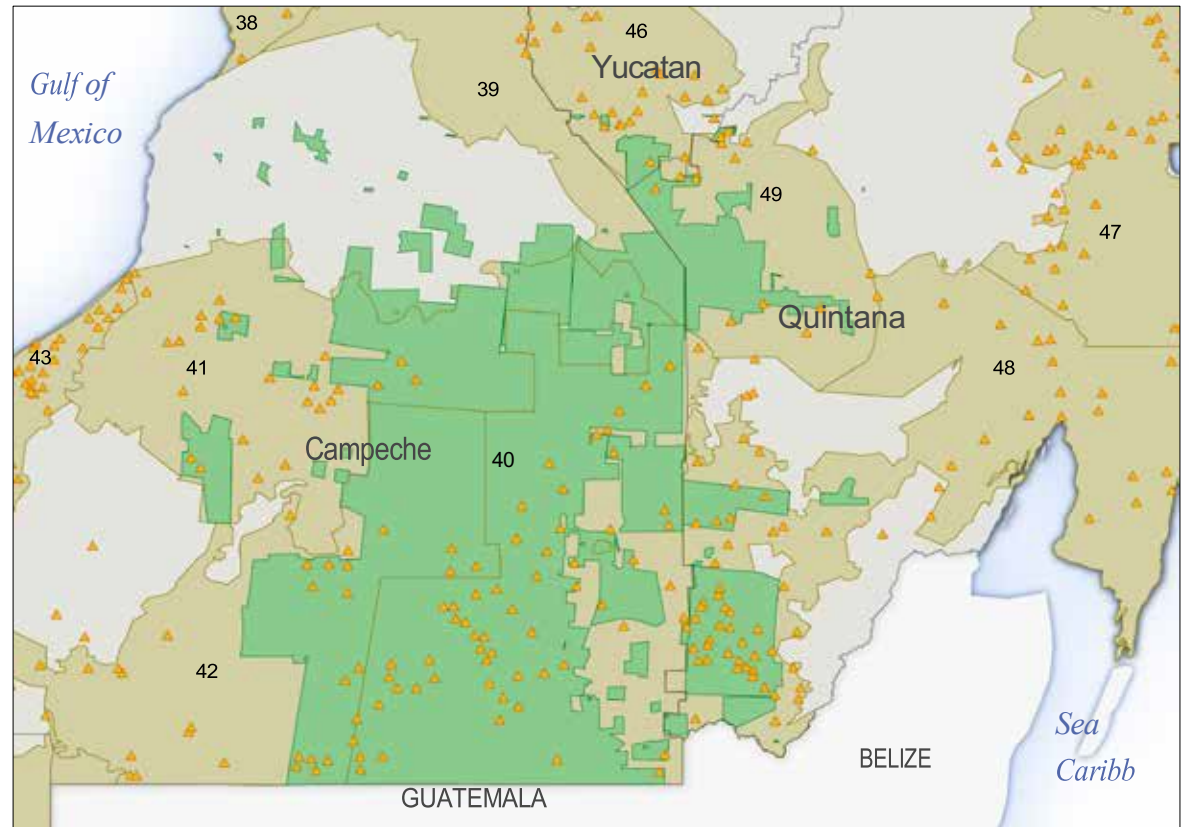 38
46
Gulf of
Mexico
39
Yucatan
49
47
Quintana
43
41
48
Campeche
40
42
Sea
Caribb
BELIZE
GUATEMALA